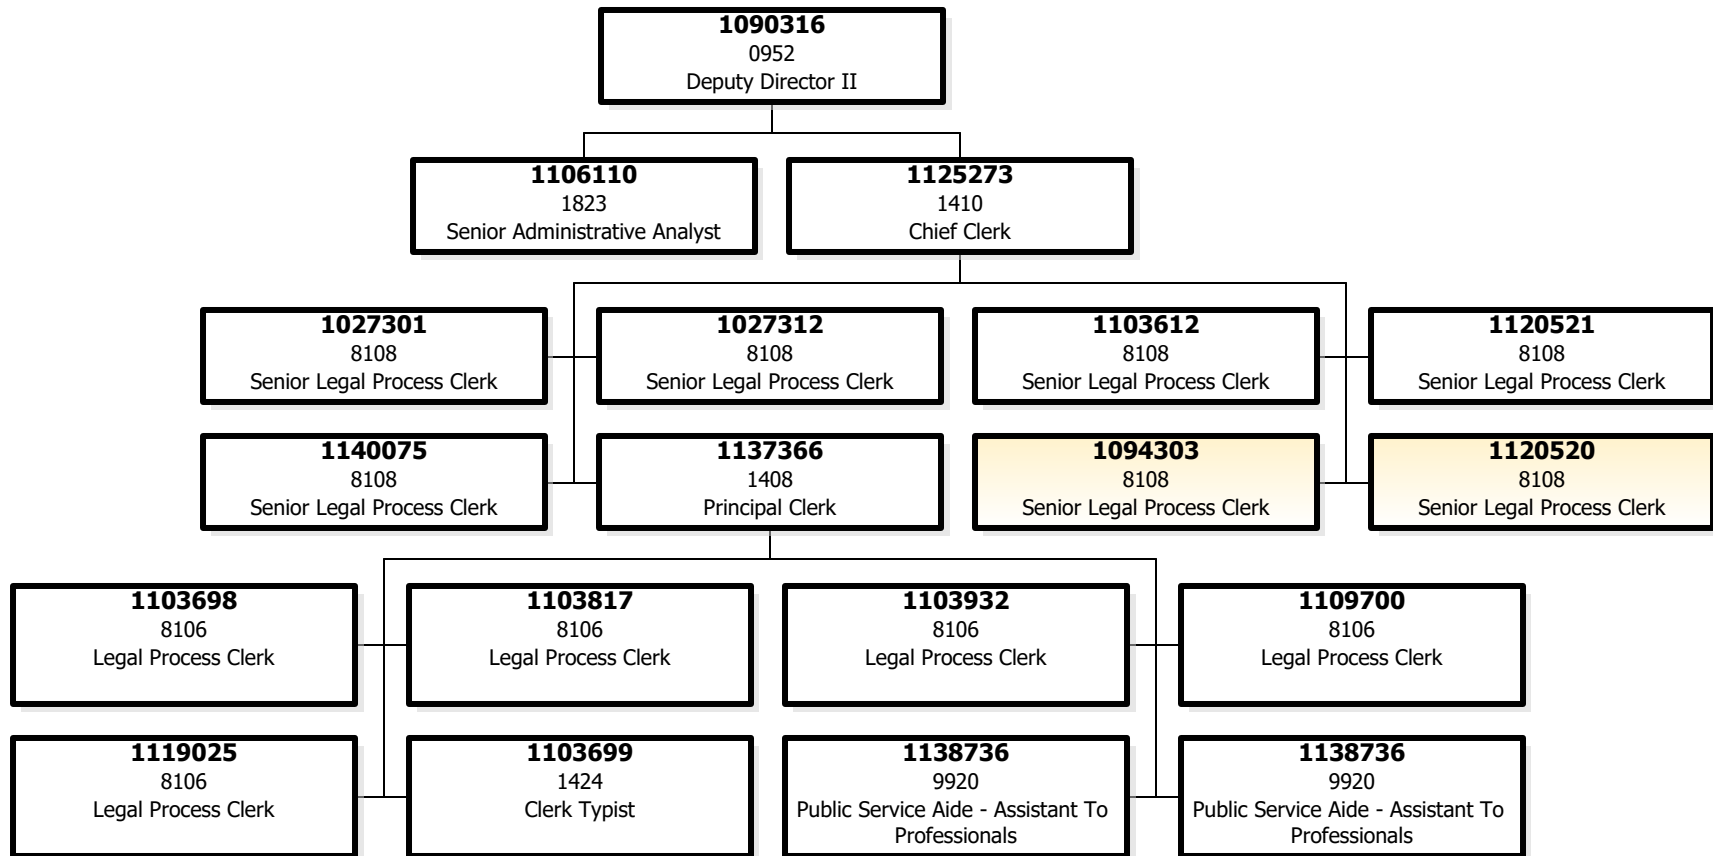 1090316
0952
Deputy Director II
1106110
1823
Senior Administrative Analyst
1125273
1410
Chief Clerk
1027301
8108
Senior Legal Process Clerk
1027312
8108
Senior Legal Process Clerk
1103612
8108
Senior Legal Process Clerk
1120521
8108
Senior Legal Process Clerk
1140075
8108
Senior Legal Process Clerk
1137366
1408
Principal Clerk
1094303
8108
Senior Legal Process Clerk
1120520
8108
Senior Legal Process Clerk
1103698
8106
Legal Process Clerk
1103817
8106
Legal Process Clerk
1103932
8106
Legal Process Clerk
1109700
8106
Legal Process Clerk
1119025
8106
Legal Process Clerk
1103699
1424
Clerk Typist
1138736
9920
Public Service Aide - Assistant To
Professionals
1138736
9920
Public Service Aide - Assistant To
Professionals